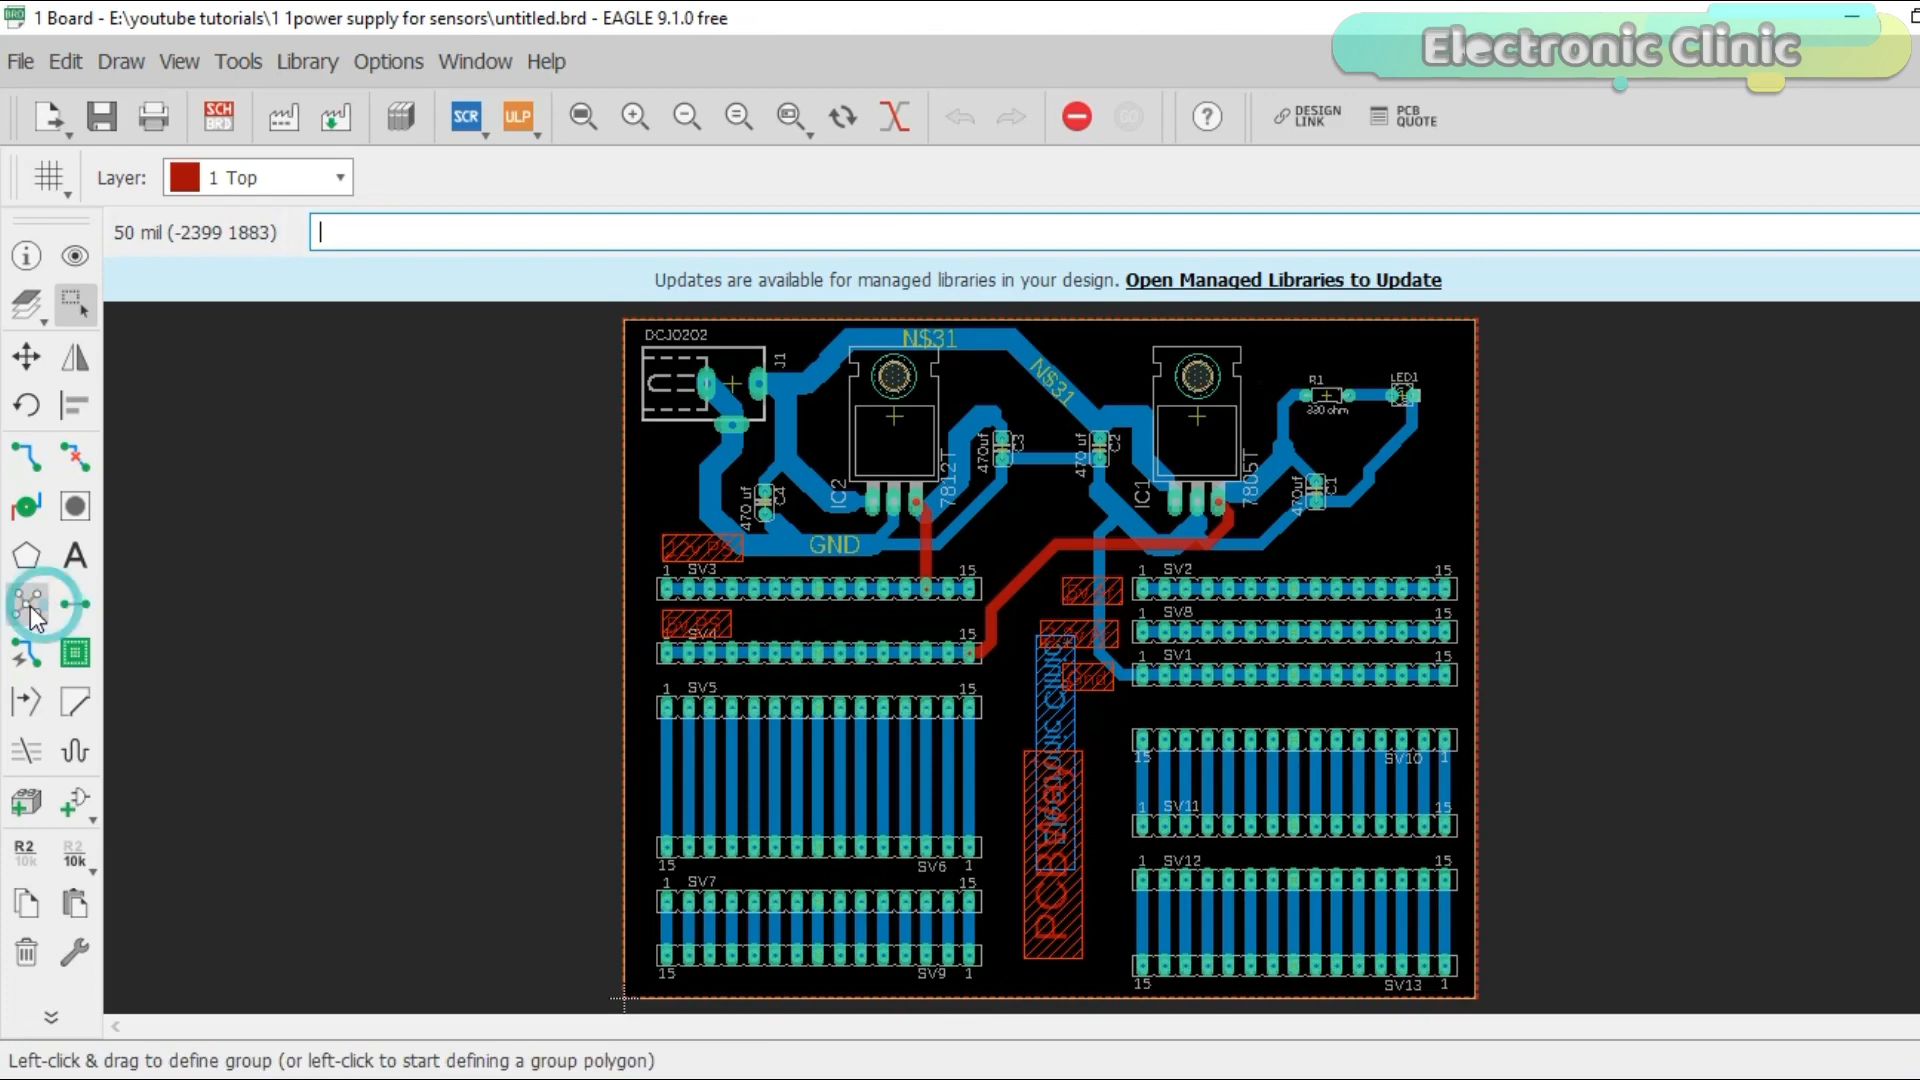 1 Board - E:\youtube tutorials\1 1power supply for sensors\untitled.brd - EAGLE 9.1.0 free
Electronic Clinic
File Edit Draw View Tools Library Options Window Help
SCH
BRD
SCR
ULP
GO
DESIGN
LINK
PCB
QUOTE
Layer: 1 Top
50 mil (-2399 1883)
Updates are available for managed libraries in your design. Open Managed Libraries to Update
DCJ0202
J1
N$31
N$31
R1
330 ohm
LED1
470uf
C3
470 uf
C2
7812T
IC2
470 uf
C4
7805T
IC1
470uf
C1
GND
1 SV3 15
1 SV2 15
1 SV8 15
15
1 SV1 15
1 SV5 15
15 SV10 1
1 SV11 15
15 SV6 1
1 SV7 15
1 SV12 15
15 SV9 1
15 SV13 1
PCBWay
Electronic Clinic
R2
10k
R2
10k
Left-click & drag to define group (or left-click to start defining a group polygon)